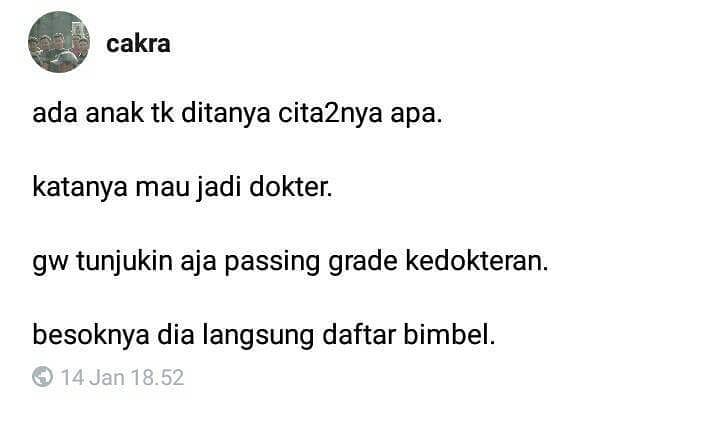 cakra
ada anak tk ditanya cita2nya apa.
katanya mau jadi dokter.
gw tunjukin aja passing grade kedokteran.
besoknya dia langsung daftar bimbel.
14 Jan 18.52